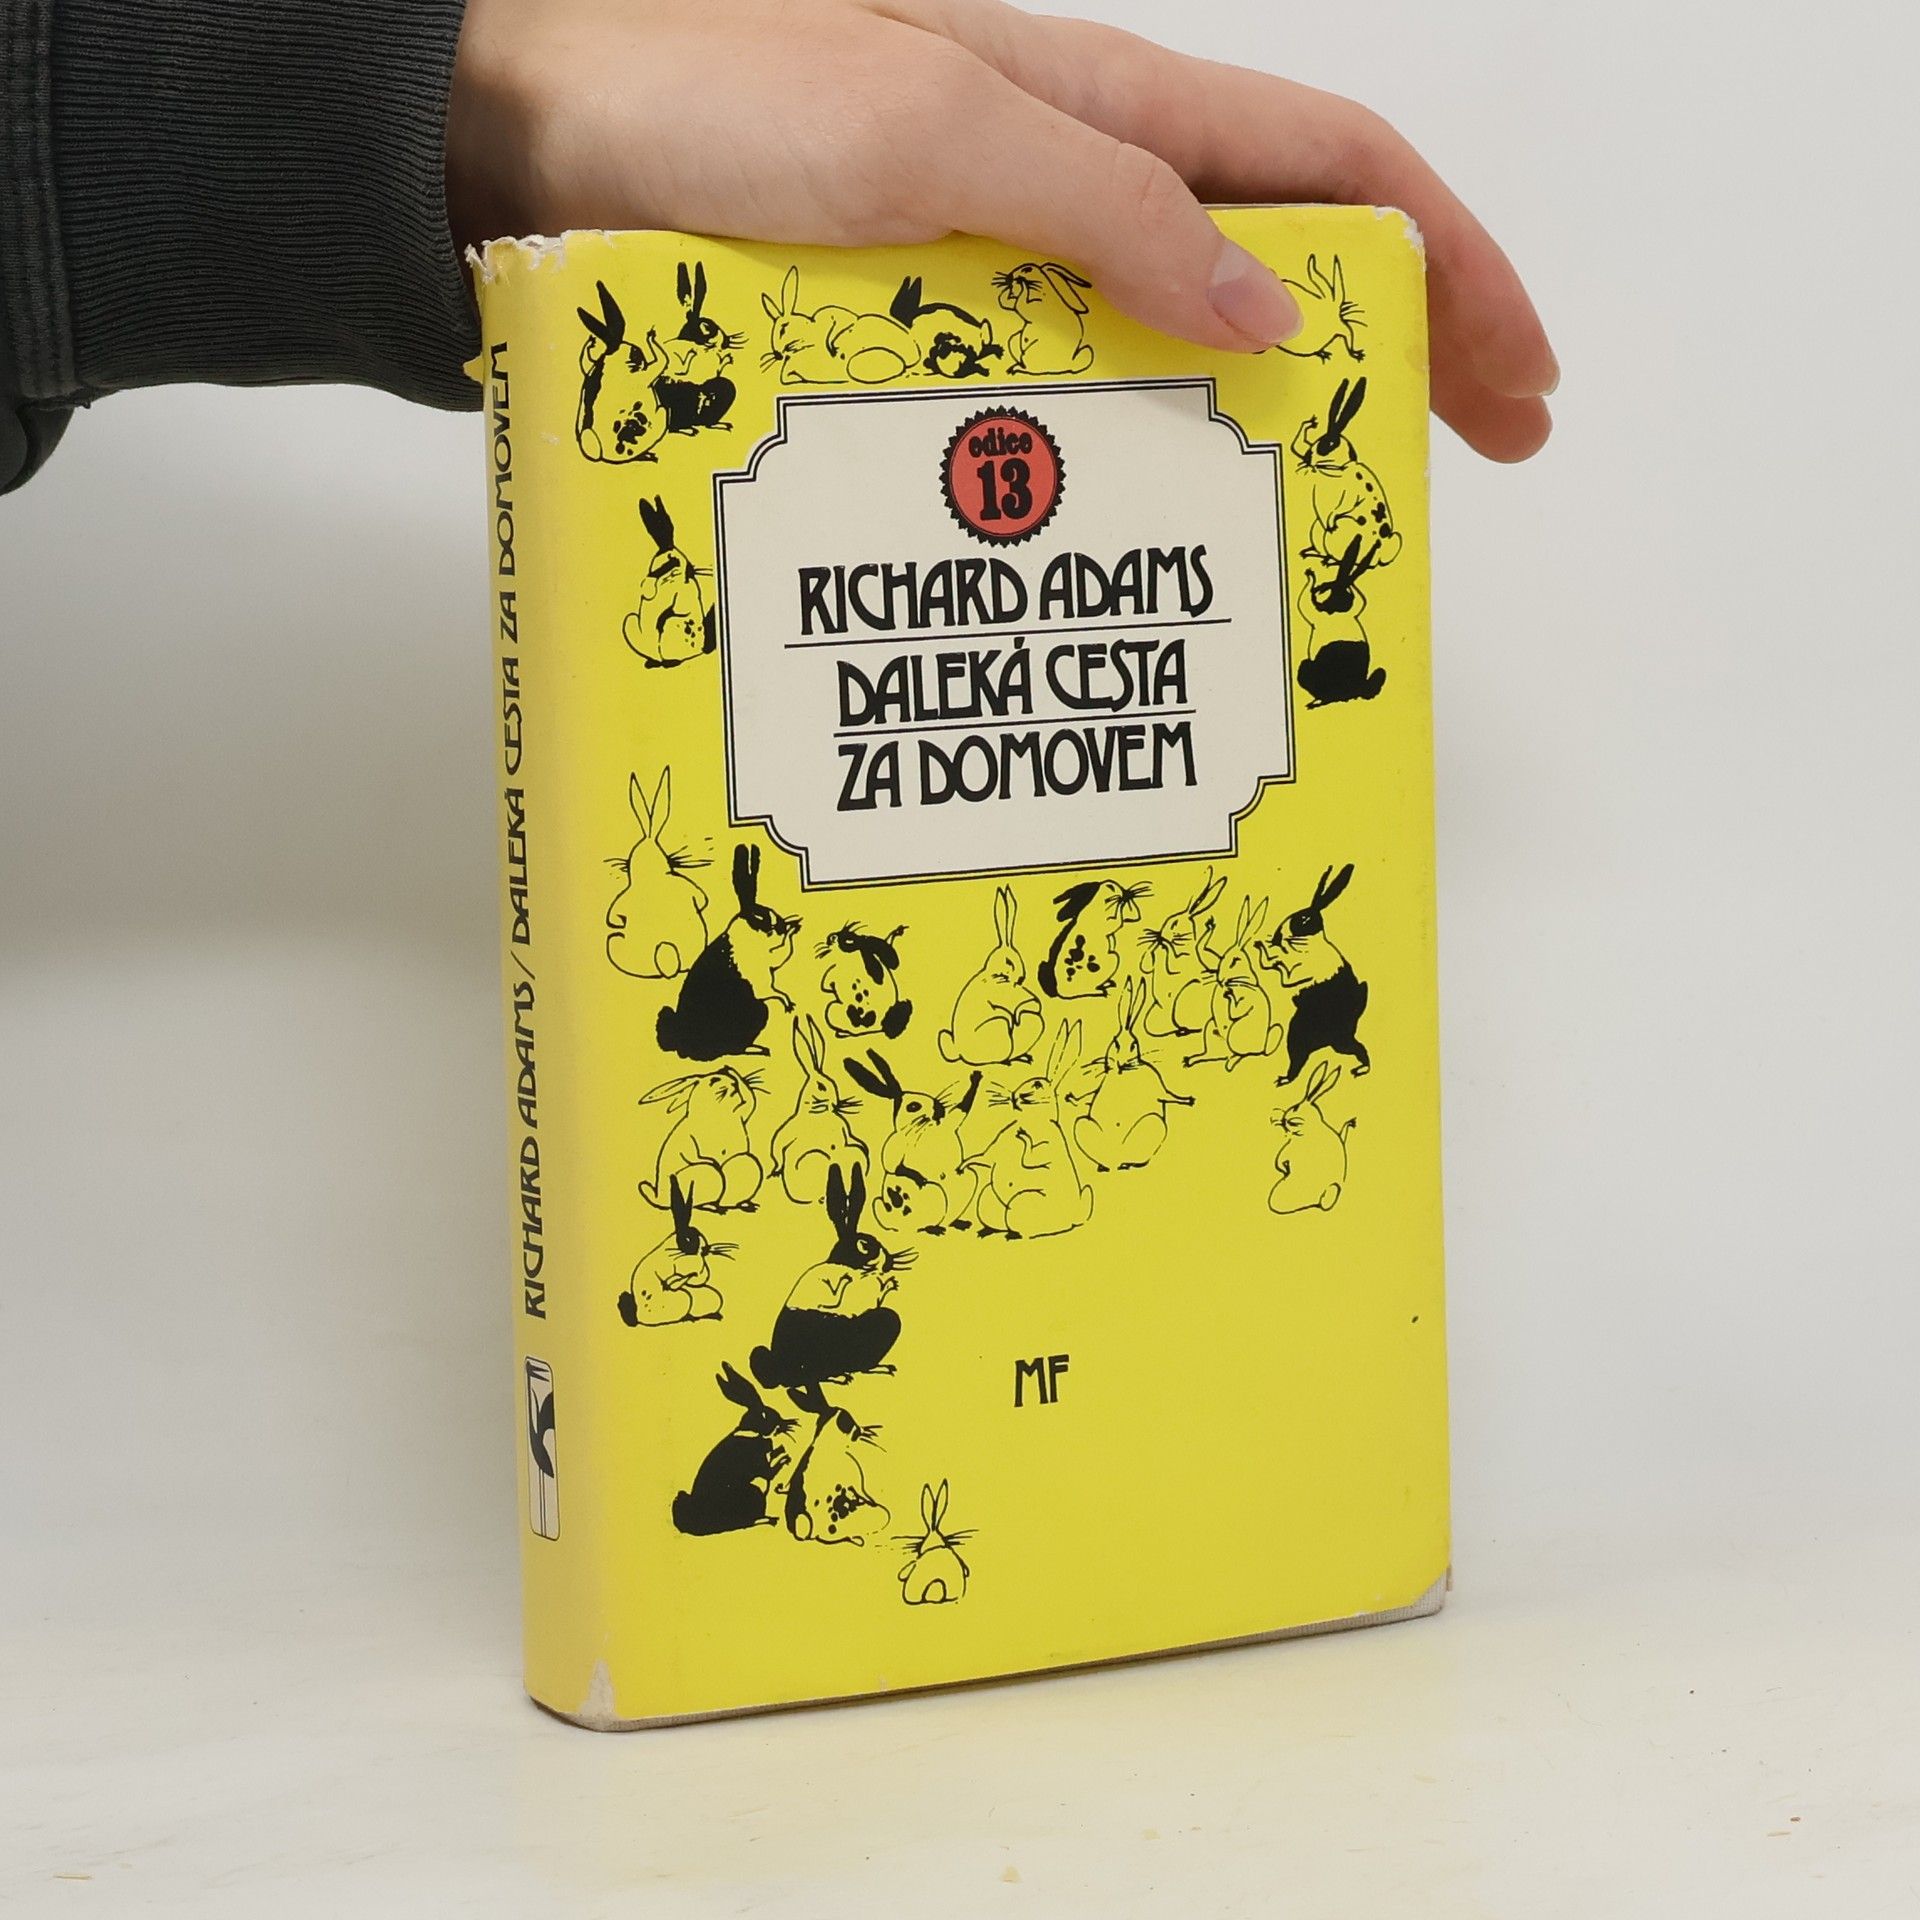 edice
13
RICHARD ADAMS
DALEKÁ CESTA
ZA DOMOVEM
MF
RICHARD ADAMS / DALEKÁ CESTA ZA DOMOVEM